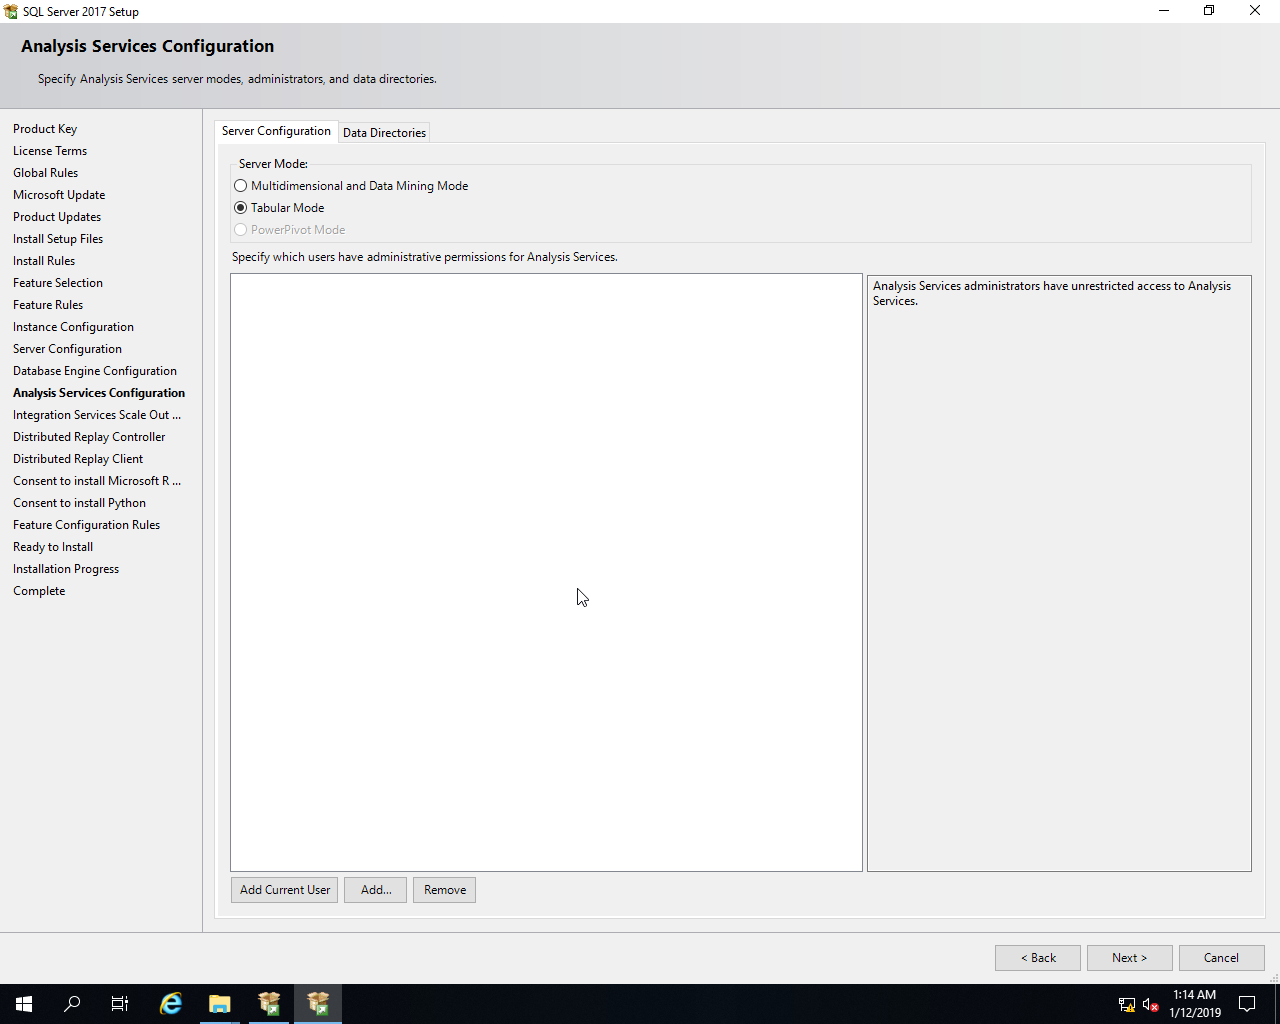 SQL Server 2017 Setup
Analysis Services Configuration
Specify Analysis Services server modes, administrators, and data directories.
Product Key
License Terms
Global Rules
Microsoft Update
Product Updates
Install Setup Files
Install Rules
Feature Selection
Feature Rules
Instance Configuration
Server Configuration
Database Engine Configuration
Analysis Services Configuration
Integration Services Scale Out ...
Distributed Replay Controller
Distributed Replay Client
Consent to install Microsoft R ...
Consent to install Python
Feature Configuration Rules
Ready to Install
Installation Progress
Complete
Server Configuration
Data Directories
Server Mode:
Multidimensional and Data Mining Mode
Tabular Mode
PowerPivot Mode
Specify which users have administrative permissions for Analysis Services.
Analysis Services administrators have unrestricted access to Analysis
Services.
Add Current User
Add...
Remove
< Back
Next >
Cancel
1:14 AM
1/12/2019